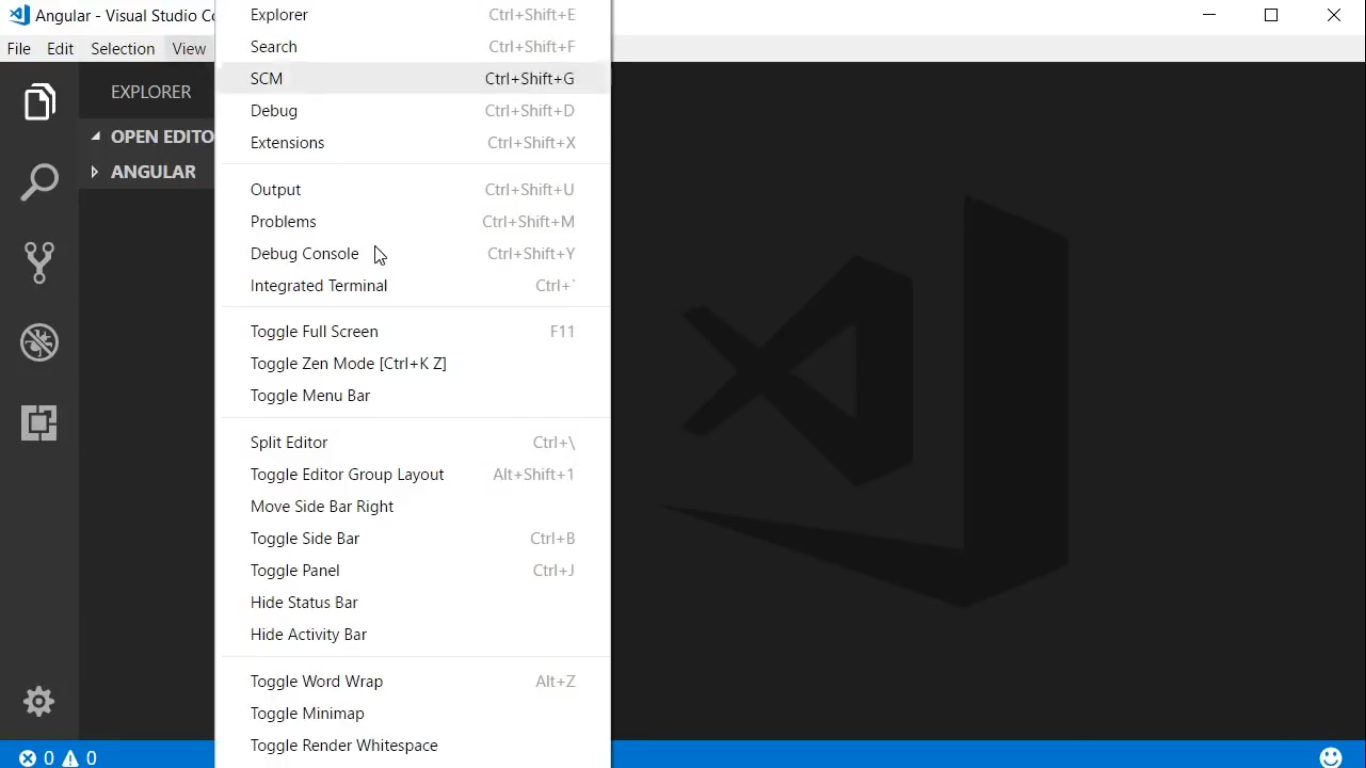 Angular - Visual Studio Co
File Edit Selection View
EXPLORER
OPEN EDITO
ANGULAR
Explorer Ctrl+Shift+E
Search Ctrl+Shift+F
SCM Ctrl+Shift+G
Debug Ctrl+Shift+D
Extensions Ctrl+Shift+X
Output Ctrl+Shift+U
Problems Ctrl+Shift+M
Debug Console Ctrl+Shift+Y
Integrated Terminal Ctrl+`
Toggle Full Screen F11
Toggle Zen Mode [Ctrl+K Z]
Toggle Menu Bar
Split Editor Ctrl+\
Toggle Editor Group Layout Alt+Shift+1
Move Side Bar Right
Toggle Side Bar Ctrl+B
Toggle Panel Ctrl+J
Hide Status Bar
Hide Activity Bar
Toggle Word Wrap Alt+Z
Toggle Minimap
Toggle Render Whitespace
0 0